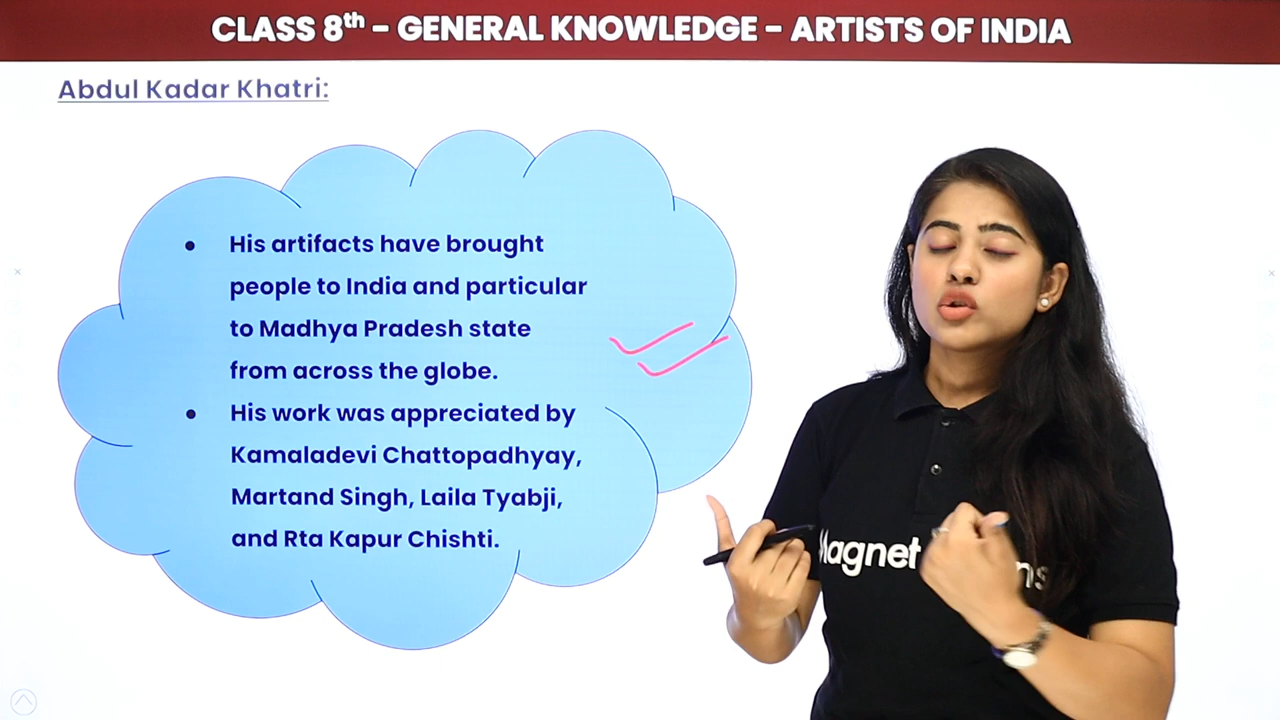 CLASS 8th - GENERAL KNOWLEDGE - ARTISTS OF INDIA
Abdul Kadar Khatri:
• His artifacts have brought
people to India and particular
to Madhya Pradesh state
from across the globe.
• His work was appreciated by
Kamaladevi Chattopadhyay,
Martand Singh, Laila Tyabji,
and Rta Kapur Chishti.
Magnet
ns